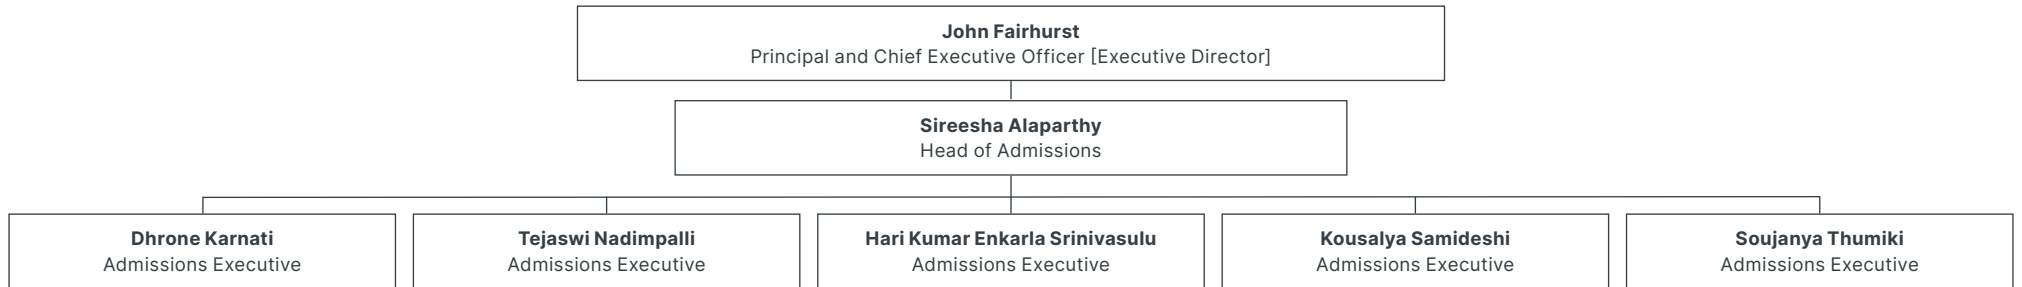 John Fairhurst
Principal and Chief Executive Officer [Executive Director]
Sireesha Alaparthy
Head of Admissions
Dhrone Karnati
Admissions Executive
Tejaswi Nadimpalli
Admissions Executive
Hari Kumar Enkarla Srinivasulu
Admissions Executive
Kousalya Samideshi
Admissions Executive
Soujanya Thumiki
Admissions Executive